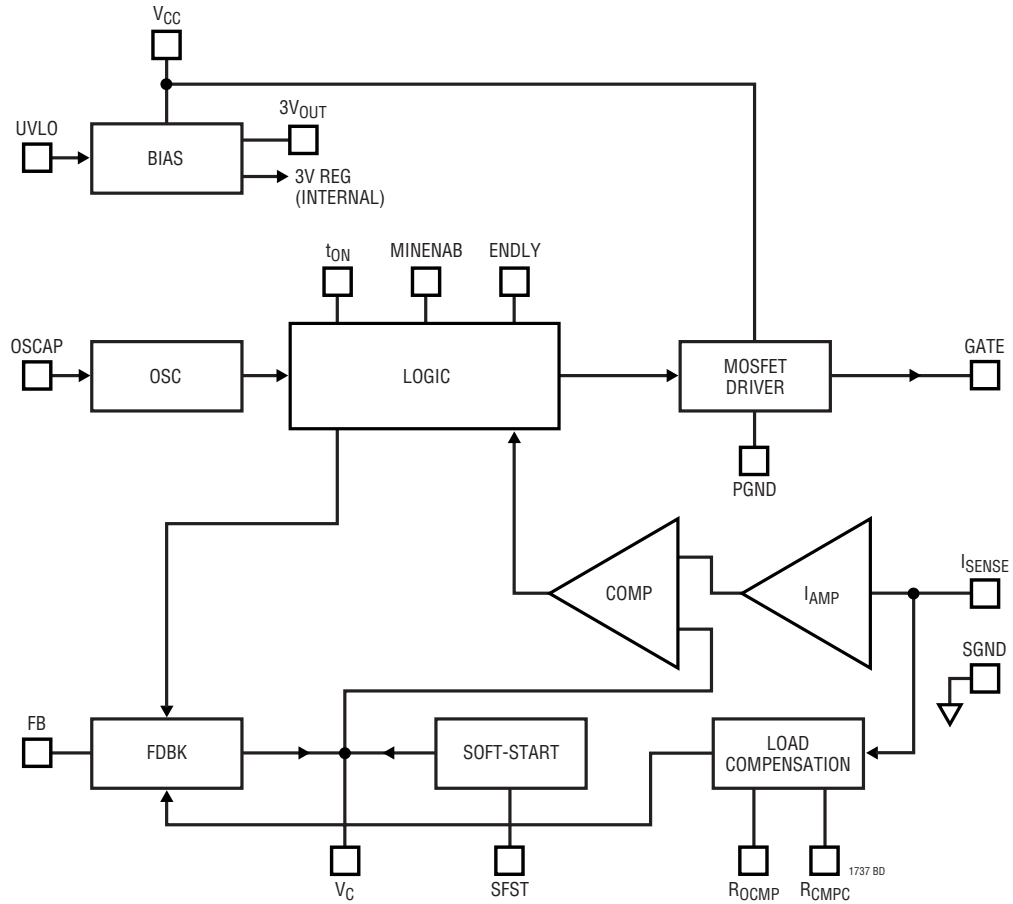 VCC
3VOUT
UVLO
BIAS
3V REG
(INTERNAL)
tON
MINENAB
ENDLY
OSCAP
OSC
LOGIC
MOSFET
DRIVER
GATE
PGND
COMP
IAMP
ISENSE
SGND
FB
FDBK
SOFT-START
LOAD
COMPENSATION
VC
SFST
ROCMP
RCMPC
1737 BD